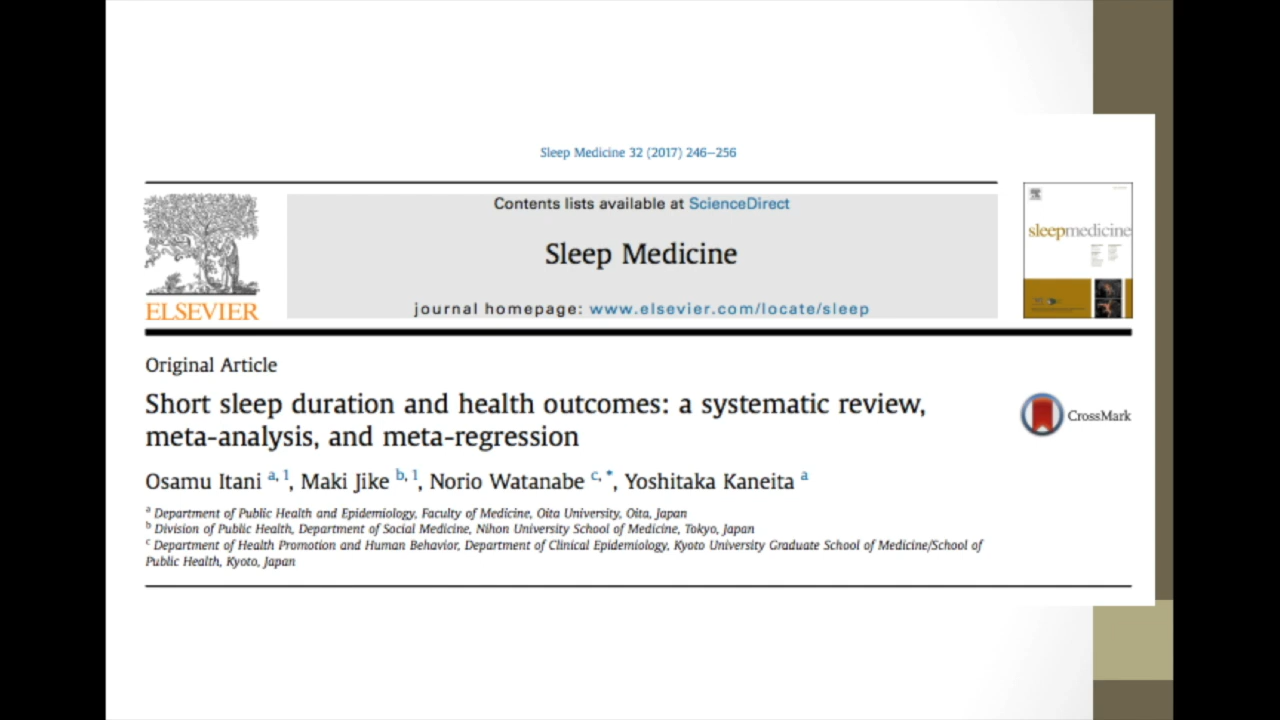 Sleep Medicine 32 (2017) 246–256
Contents lists available at ScienceDirect
Sleep Medicine
journal homepage: www.elsevier.com/locate/sleep
ELSEVIER
sleepmedicine
Original Article
Short sleep duration and health outcomes: a systematic review,
meta-analysis, and meta-regression
CrossMark
Osamu Itani a, 1, Maki Jike b, 1, Norio Watanabe c, *, Yoshitaka Kaneita a
a Department of Public Health and Epidemiology, Faculty of Medicine, Oita University, Oita, Japan
b Division of Public Health, Department of Social Medicine, Nihon University School of Medicine, Tokyo, Japan
c Department of Health Promotion and Human Behavior, Department of Clinical Epidemiology, Kyoto University Graduate School of Medicine/School of
Public Health, Kyoto, Japan